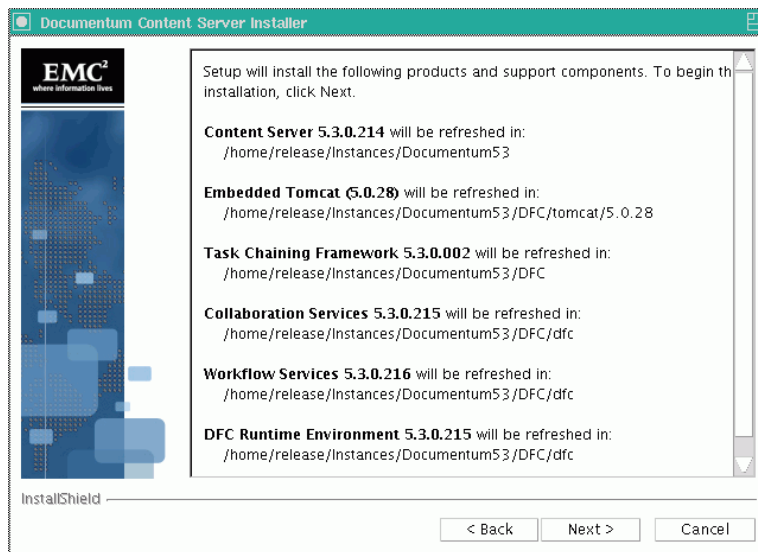 Documentum Content Server Installer
EMC²
where information lives
Setup will install the following products and support components. To begin th
installation, click Next.
Content Server 5.3.0.214 will be refreshed in:
/home/release/Instances/Documentum53
Embedded Tomcat (5.0.28) will be refreshed in:
/home/release/Instances/Documentum53/DFC/tomcat/5.0.28
Task Chaining Framework 5.3.0.002 will be refreshed in:
/home/release/Instances/Documentum53/DFC
Collaboration Services 5.3.0.215 will be refreshed in:
/home/release/Instances/Documentum53/DFC/dfc
Workflow Services 5.3.0.216 will be refreshed in:
/home/release/Instances/Documentum53/DFC/dfc
DFC Runtime Environment 5.3.0.215 will be refreshed in:
/home/release/Instances/Documentum53/DFC/dfc
InstallShield
< Back
Next >
Cancel